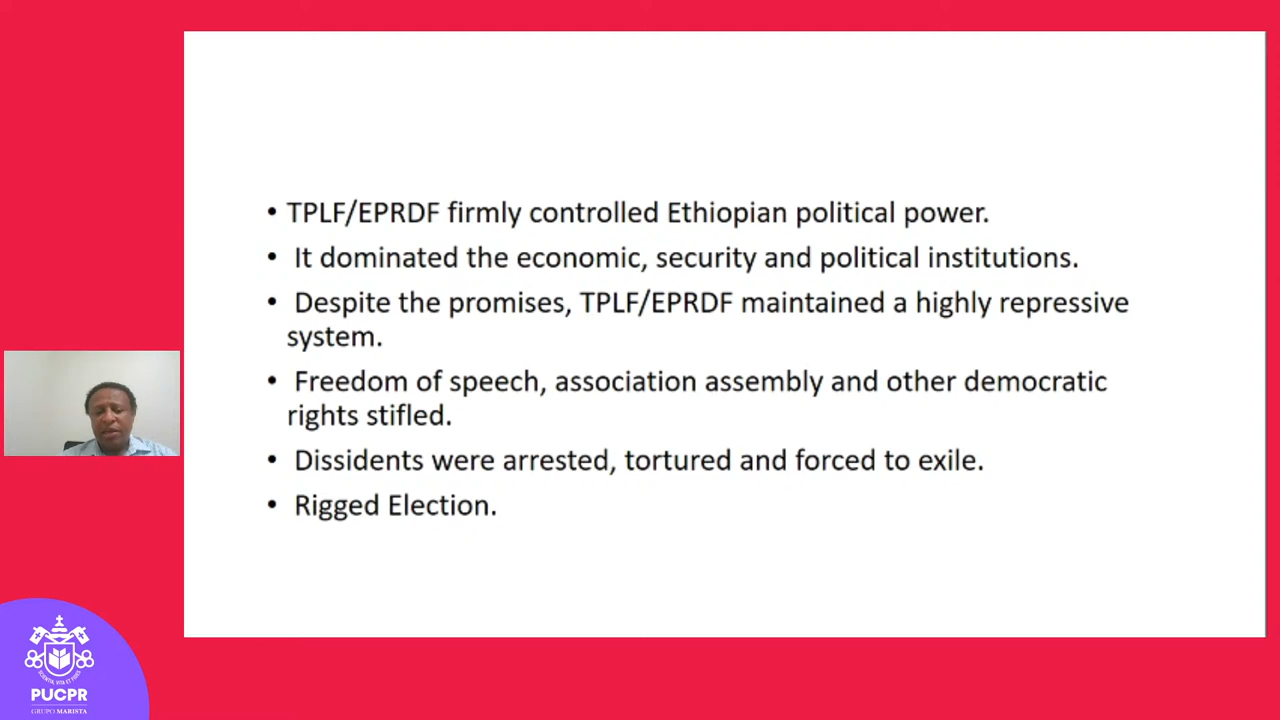 • TPLF/EPRDF firmly controlled Ethiopian political power.
• It dominated the economic, security and political institutions.
• Despite the promises, TPLF/EPRDF maintained a highly repressive
system.
• Freedom of speech, association assembly and other democratic
rights stifled.
• Dissidents were arrested, tortured and forced to exile.
• Rigged Election.
PUCPR
GRUPO MARISTA